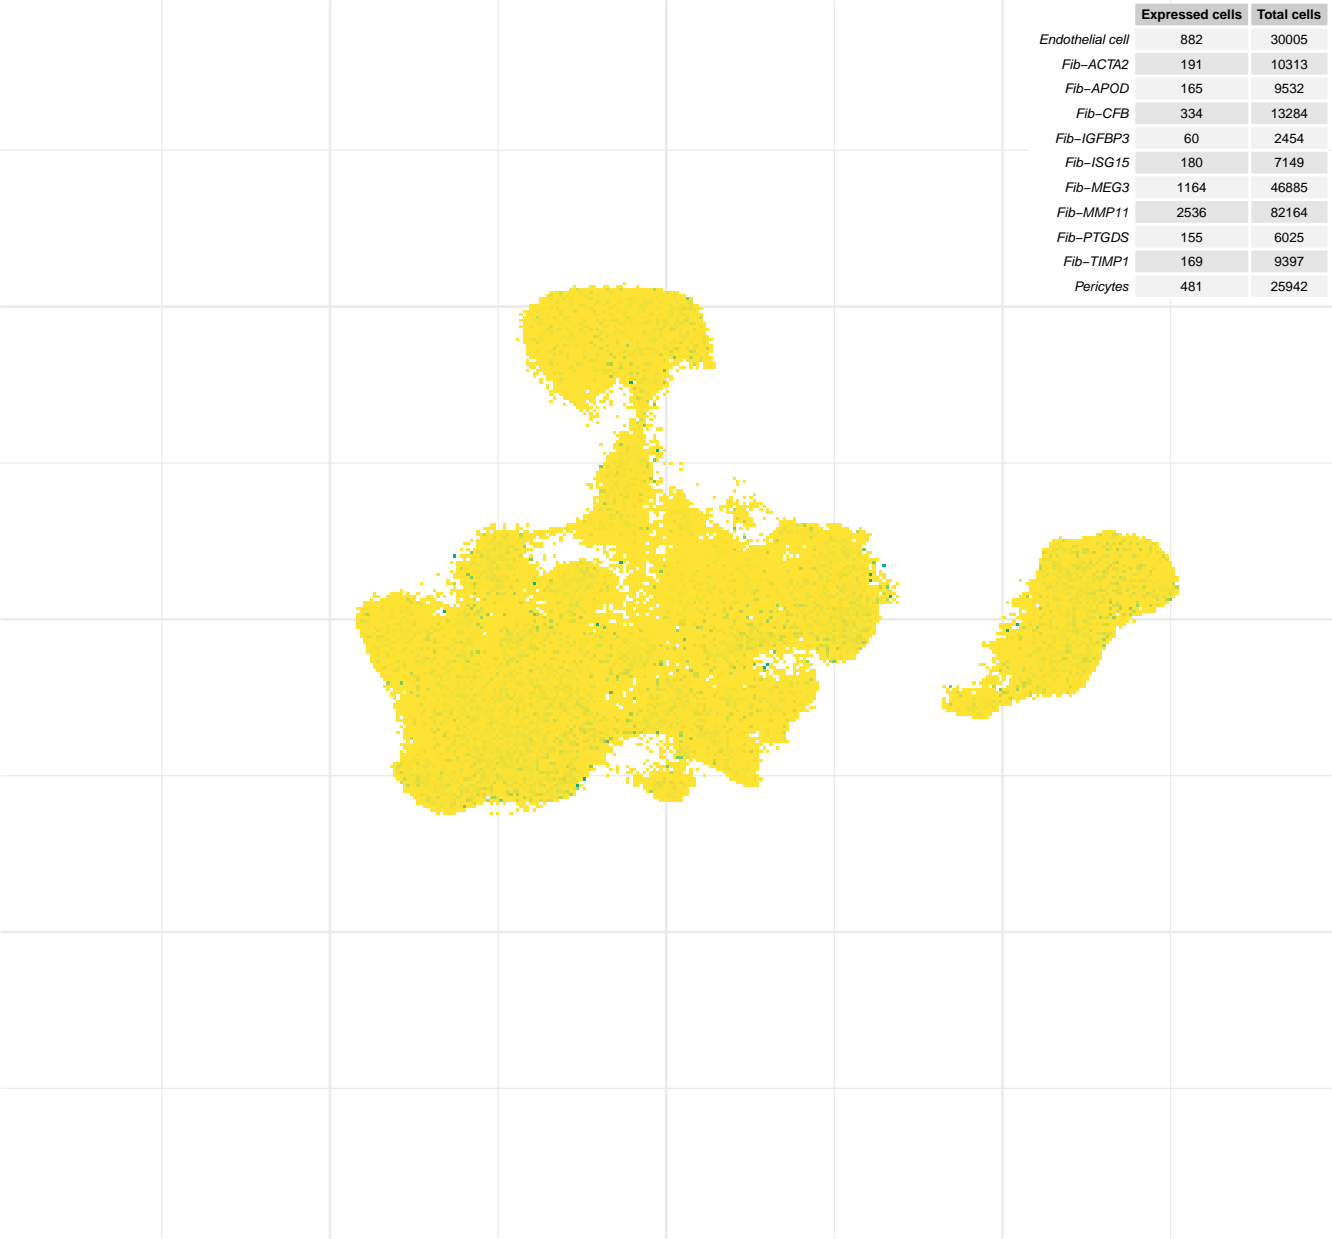 Expressed cells Total cells
Endothelial cell 882 30005
Fib−ACTA2 191 10313
Fib−APOD 165 9532
Fib−CFB 334 13284
Fib−IGFBP3 60 2454
Fib−ISG15 180 7149
Fib−MEG3 1164 46885
Fib−MMP11 2536 82164
Fib−PTGDS 155 6025
Fib−TIMP1 169 9397
Pericytes 481 25942